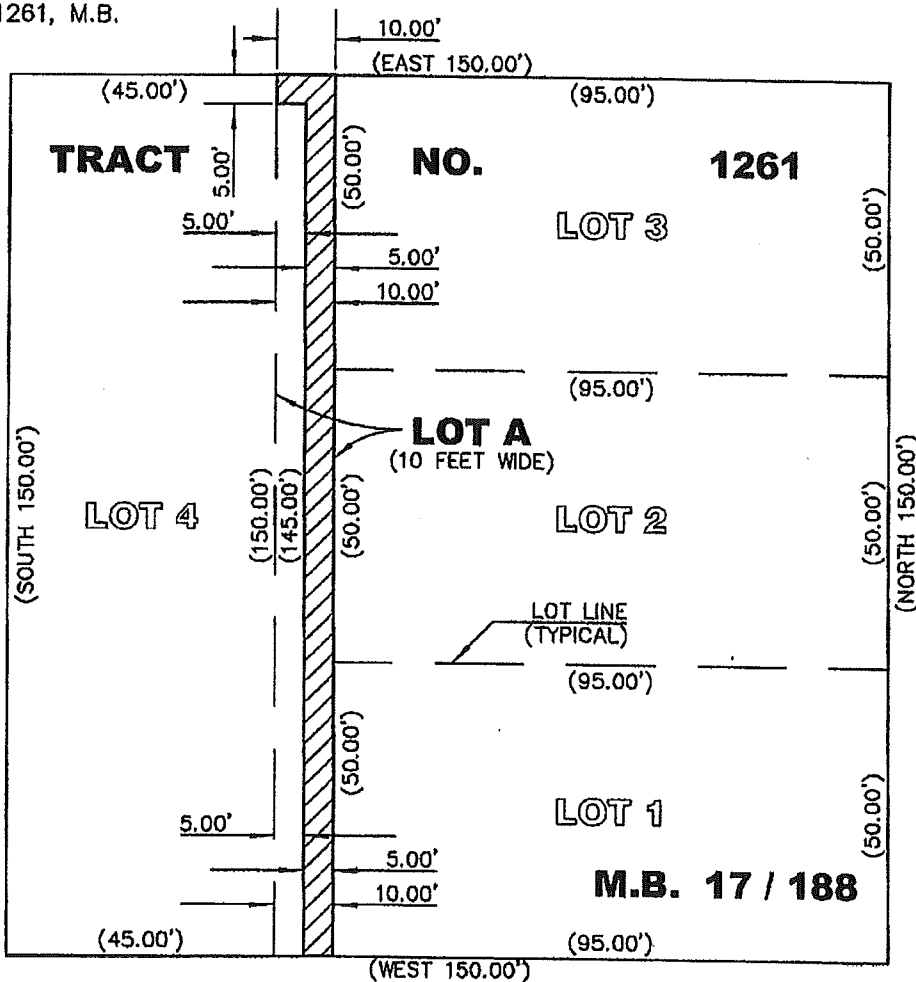 1261, M.B.
10.00'
(EAST 150.00')
(45.00')
(95.00')
TRACT NO. 1261
5.00'
(50.00')
LOT 3
(50.00')
5.00'
5.00'
10.00'
(95.00')
LOT A
(10 FEET WIDE)
(SOUTH 150.00')
LOT 4
(150.00')
(145.00')
(50.00')
LOT 2
(50.00')
(NORTH 150.00')
LOT LINE
(TYPICAL)
(95.00')
(50.00')
LOT 1
(50.00')
5.00'
5.00'
10.00'
M.B. 17 / 188
(45.00')
(95.00')
(WEST 150.00')